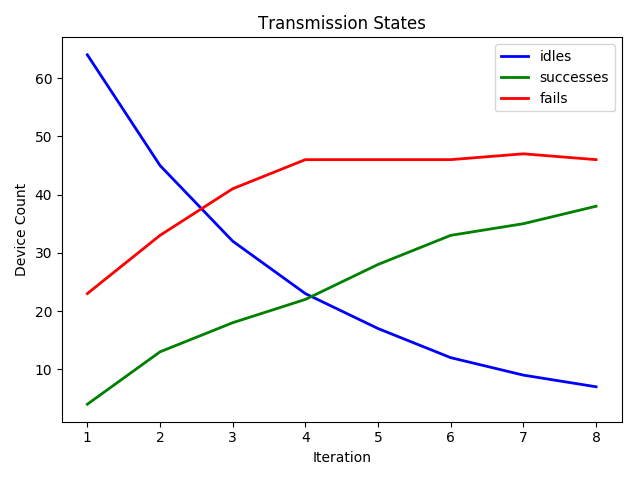 Transmission States
idles
successes
fails
Device Count
60
50
40
30
20
10
1 2 3 4 5 6 7 8
Iteration